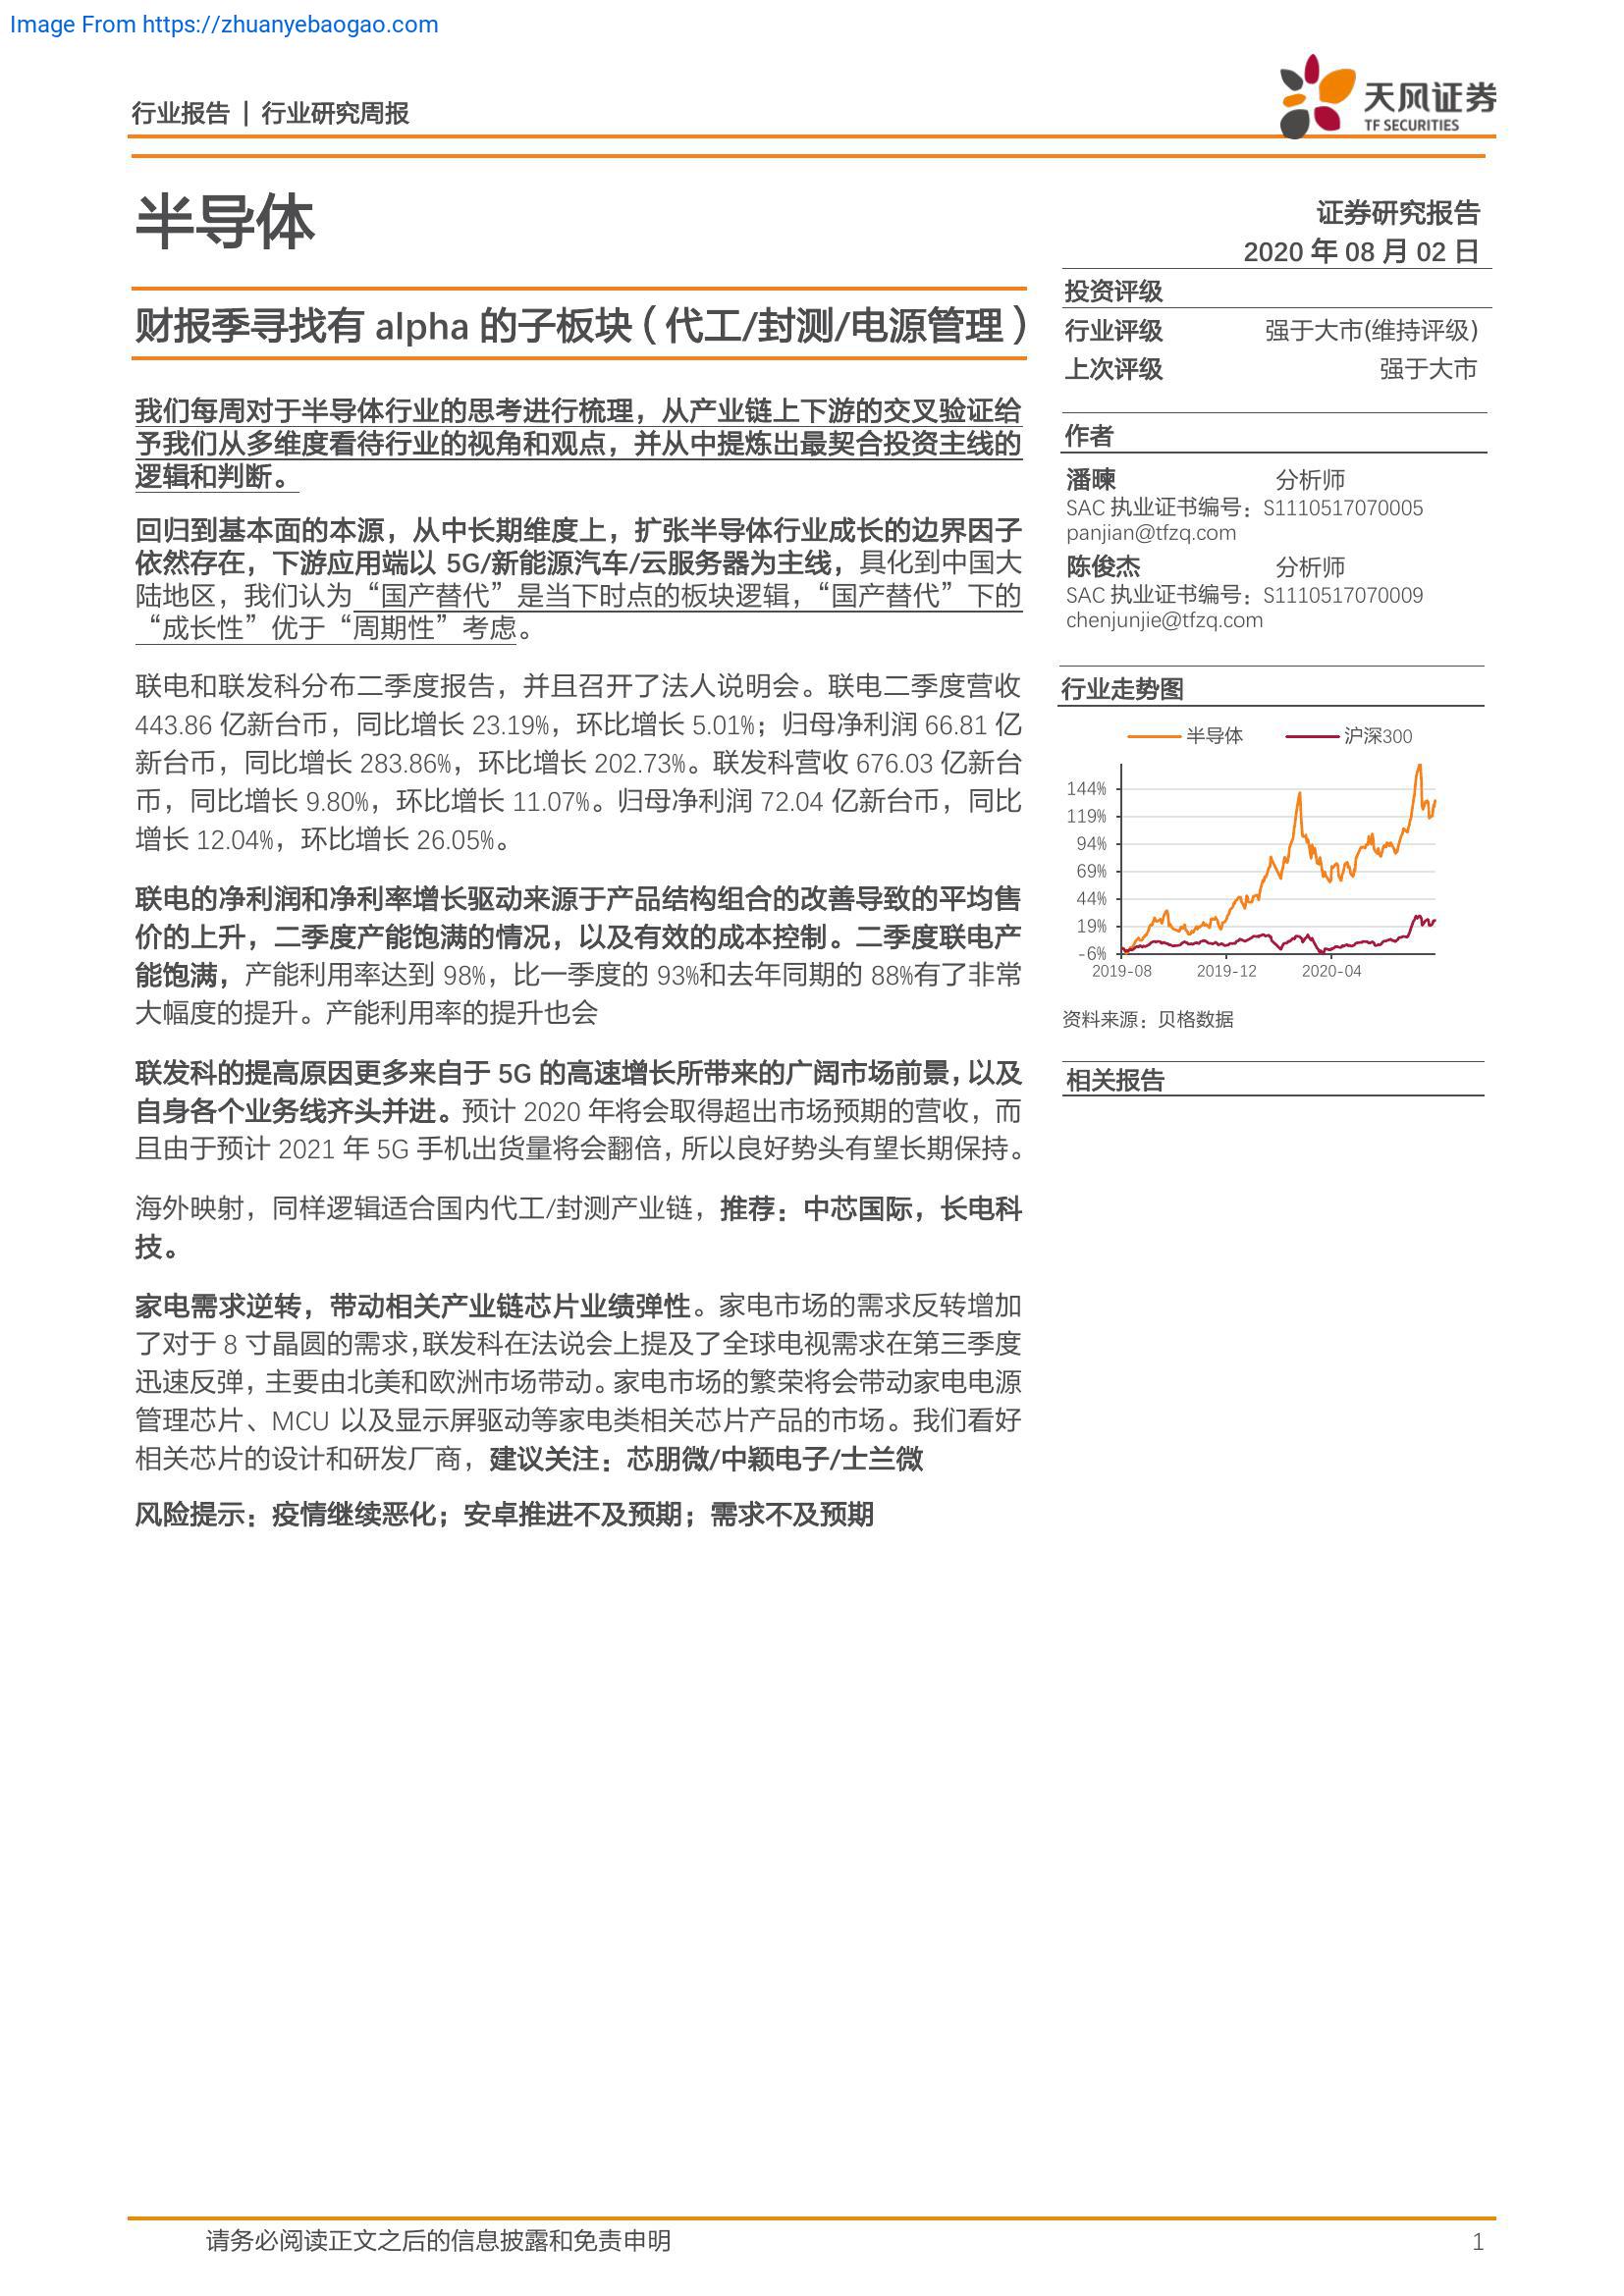 Image From https://zhuanyebaogao.com
行业报告 | 行业研究周报
天风证券
TF SECURITIES
半导体
证券研究报告
2020 年 08 月 02 日
财报季寻找有 alpha 的子板块（代工/封测/电源管理）
我们每周对于半导体行业的思考进行梳理，从产业链上下游的交叉验证给
予我们从多维度看待行业的视角和观点，并从中提炼出最契合投资主线的
逻辑和判断。
回归到基本面的本源，从中长期维度上，扩张半导体行业成长的边界因子
依然存在，下游应用端以 5G/新能源汽车/云服务器为主线，具化到中国大
陆地区，我们认为“国产替代”是当下时点的板块逻辑，“国产替代”下的
“成长性”优于“周期性”考虑。
联电和联发科分布二季度报告，并且召开了法人说明会。联电二季度营收
443.86 亿新台币，同比增长 23.19%，环比增长 5.01%；归母净利润 66.81 亿
新台币，同比增长 283.86%，环比增长 202.73%。联发科营收 676.03 亿新台
币，同比增长 9.80%，环比增长 11.07%。归母净利润 72.04 亿新台币，同比
增长 12.04%，环比增长 26.05%。
联电的净利润和净利率增长驱动来源于产品结构组合的改善导致的平均售
价的上升，二季度产能饱满的情况，以及有效的成本控制。二季度联电产
能饱满，产能利用率达到 98%，比一季度的 93%和去年同期的 88%有了非常
大幅度的提升。产能利用率的提升也会
联发科的提高原因更多来自于 5G 的高速增长所带来的广阔市场前景，以及
自身各个业务线齐头并进。预计 2020 年将会取得超出市场预期的营收，而
且由于预计 2021 年 5G 手机出货量将会翻倍，所以良好势头有望长期保持。
海外映射，同样逻辑适合国内代工/封测产业链，推荐：中芯国际，长电科
技。
家电需求逆转，带动相关产业链芯片业绩弹性。家电市场的需求反转增加
了对于 8 寸晶圆的需求，联发科在法说会上提及了全球电视需求在第三季度
迅速反弹，主要由北美和欧洲市场带动。家电市场的繁荣将会带动家电电源
管理芯片、MCU 以及显示屏驱动等家电类相关芯片产品的市场。我们看好
相关芯片的设计和研发厂商，建议关注：芯朋微/中颖电子/士兰微
风险提示：疫情继续恶化；安卓推进不及预期；需求不及预期
投资评级
行业评级 强于大市(维持评级)
上次评级 强于大市
作者
潘暕 分析师
SAC 执业证书编号：S1110517070005
panjian@tfzq.com
陈俊杰 分析师
SAC 执业证书编号：S1110517070009
chenjunjie@tfzq.com
行业走势图
半导体 沪深300
144%
119%
94%
69%
44%
19%
-6%
2019-08 2019-12 2020-04
资料来源：贝格数据
相关报告
请务必阅读正文之后的信息披露和免责申明 1